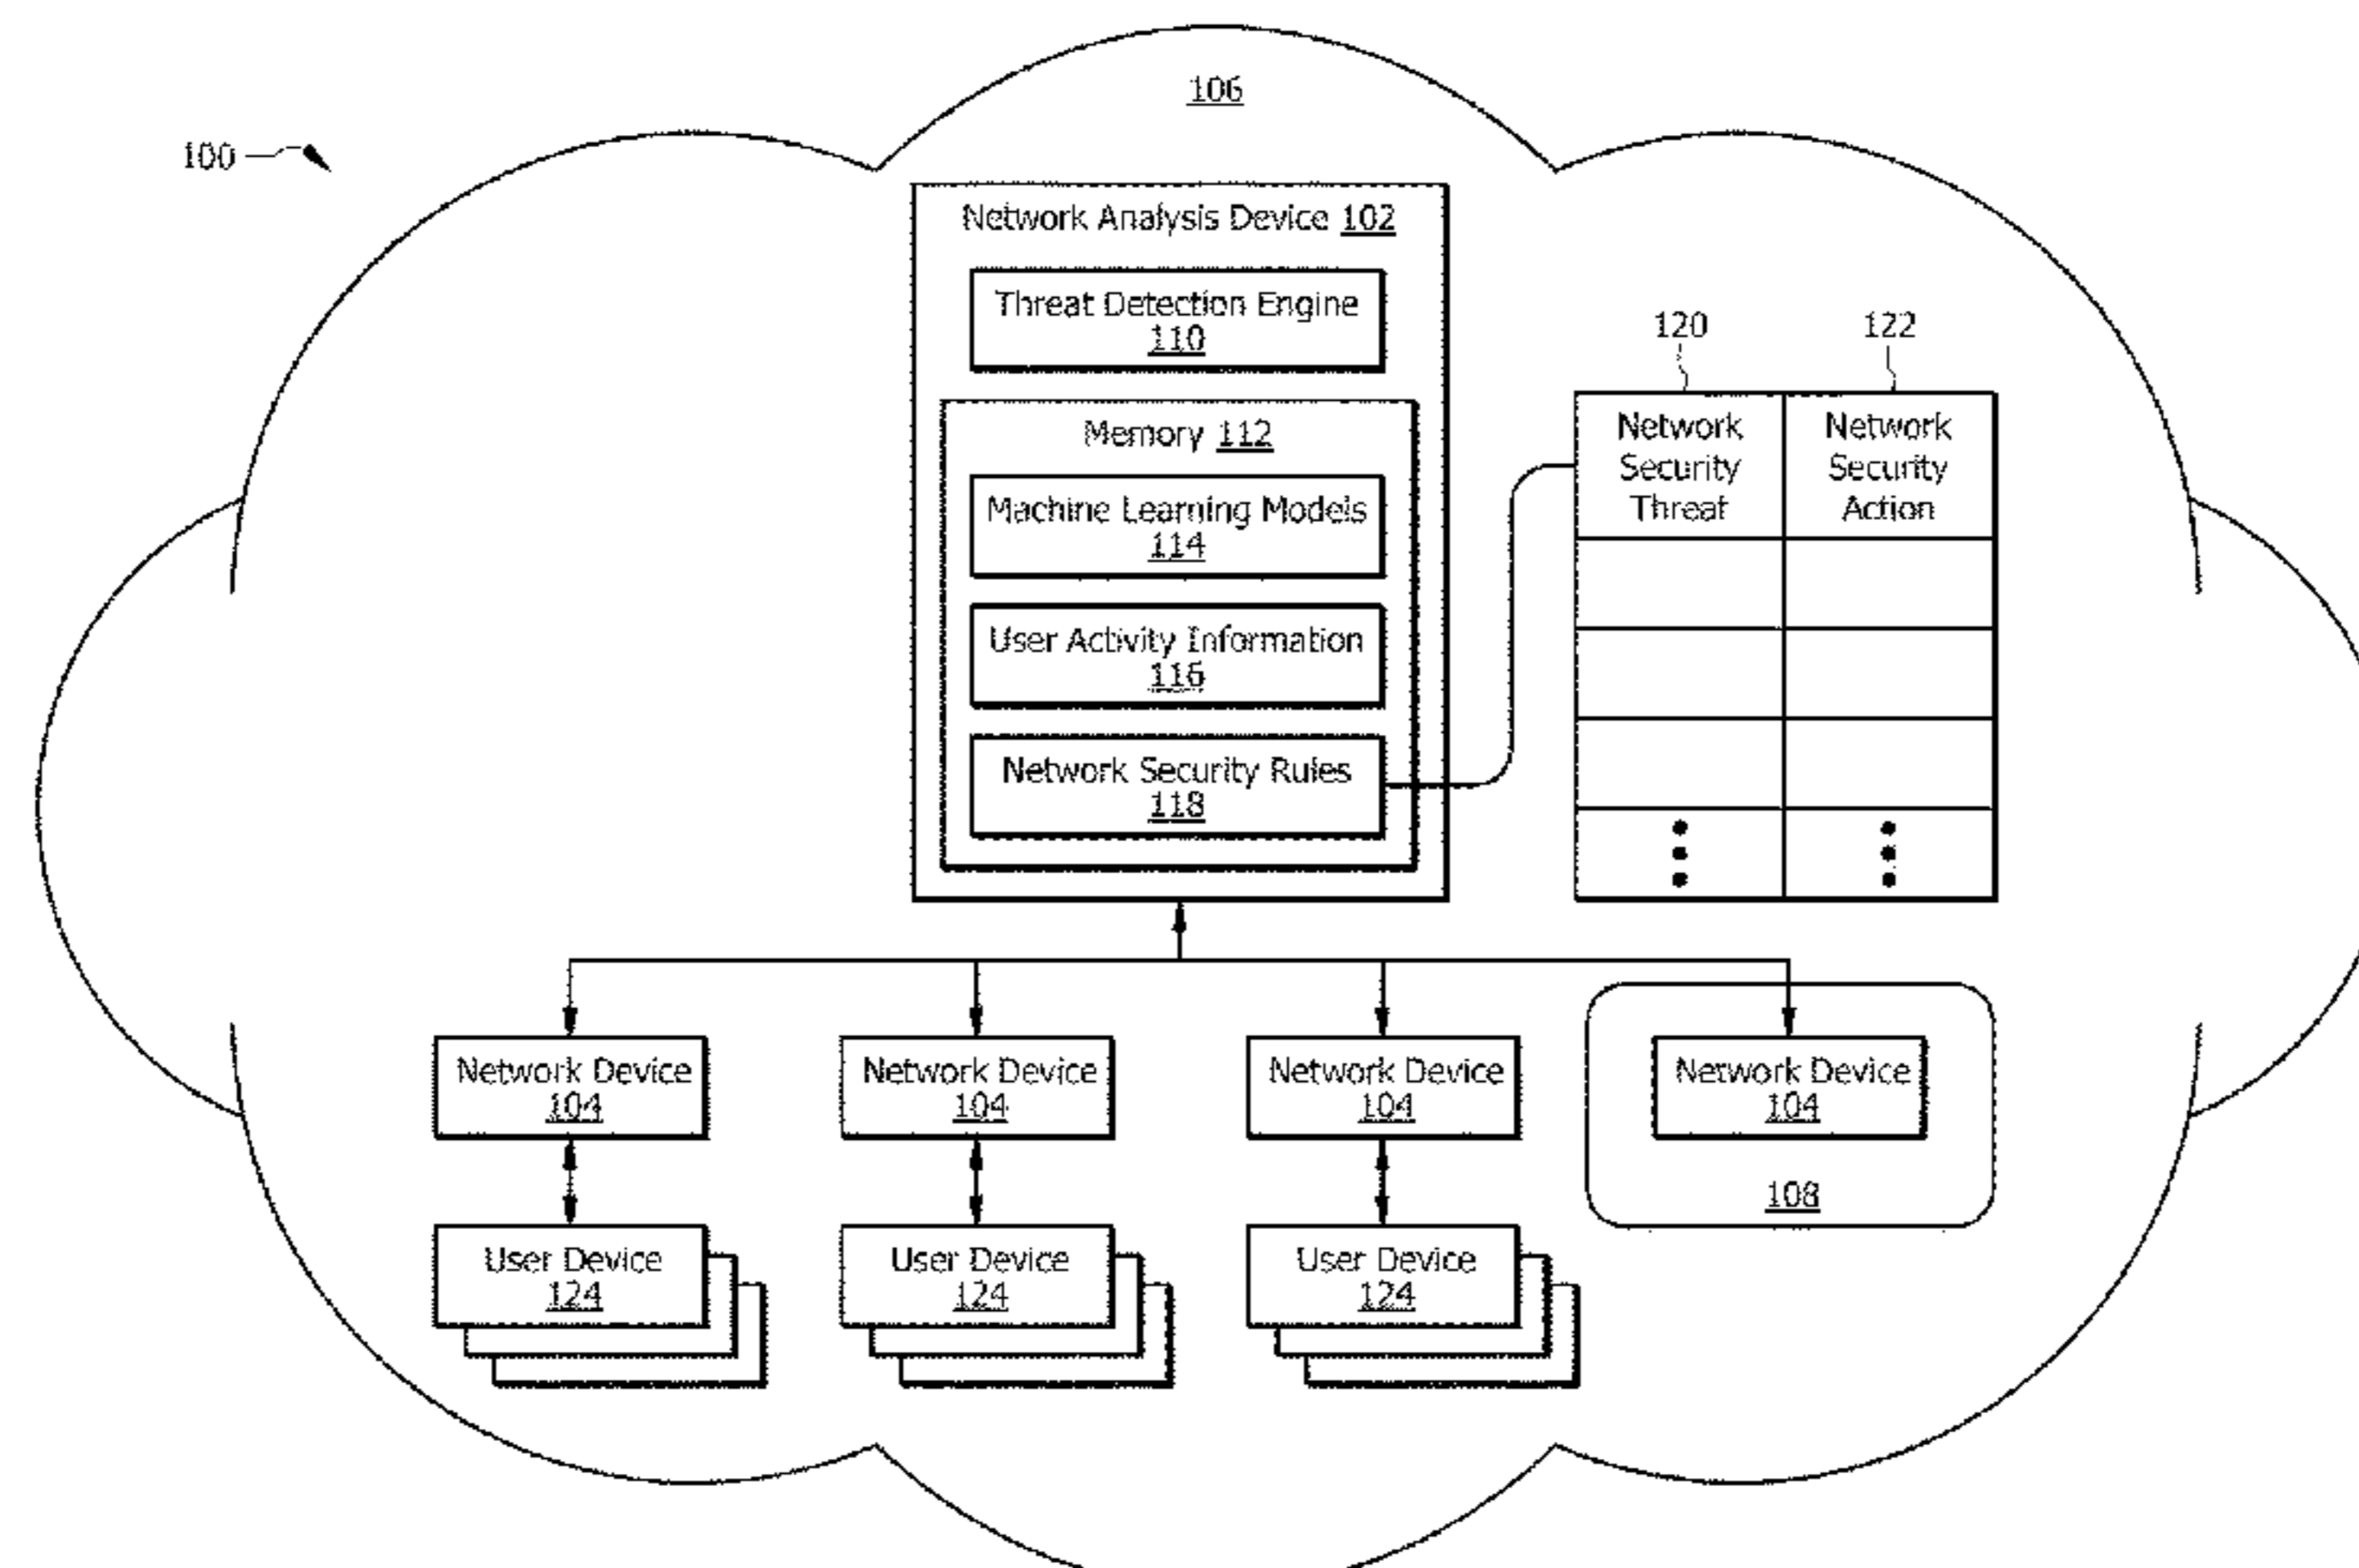 106
100
Network Analysis Device 102
Threat Detection Engine
110
120
122
Memory 112
Network
Security
Threat
Network
Security
Action
Machine Learning Models
114
User Activity Information
116
Network Security Rules
118
Network Device
104
Network Device
104
Network Device
104
Network Device
104
108
User Device
124
User Device
124
User Device
124